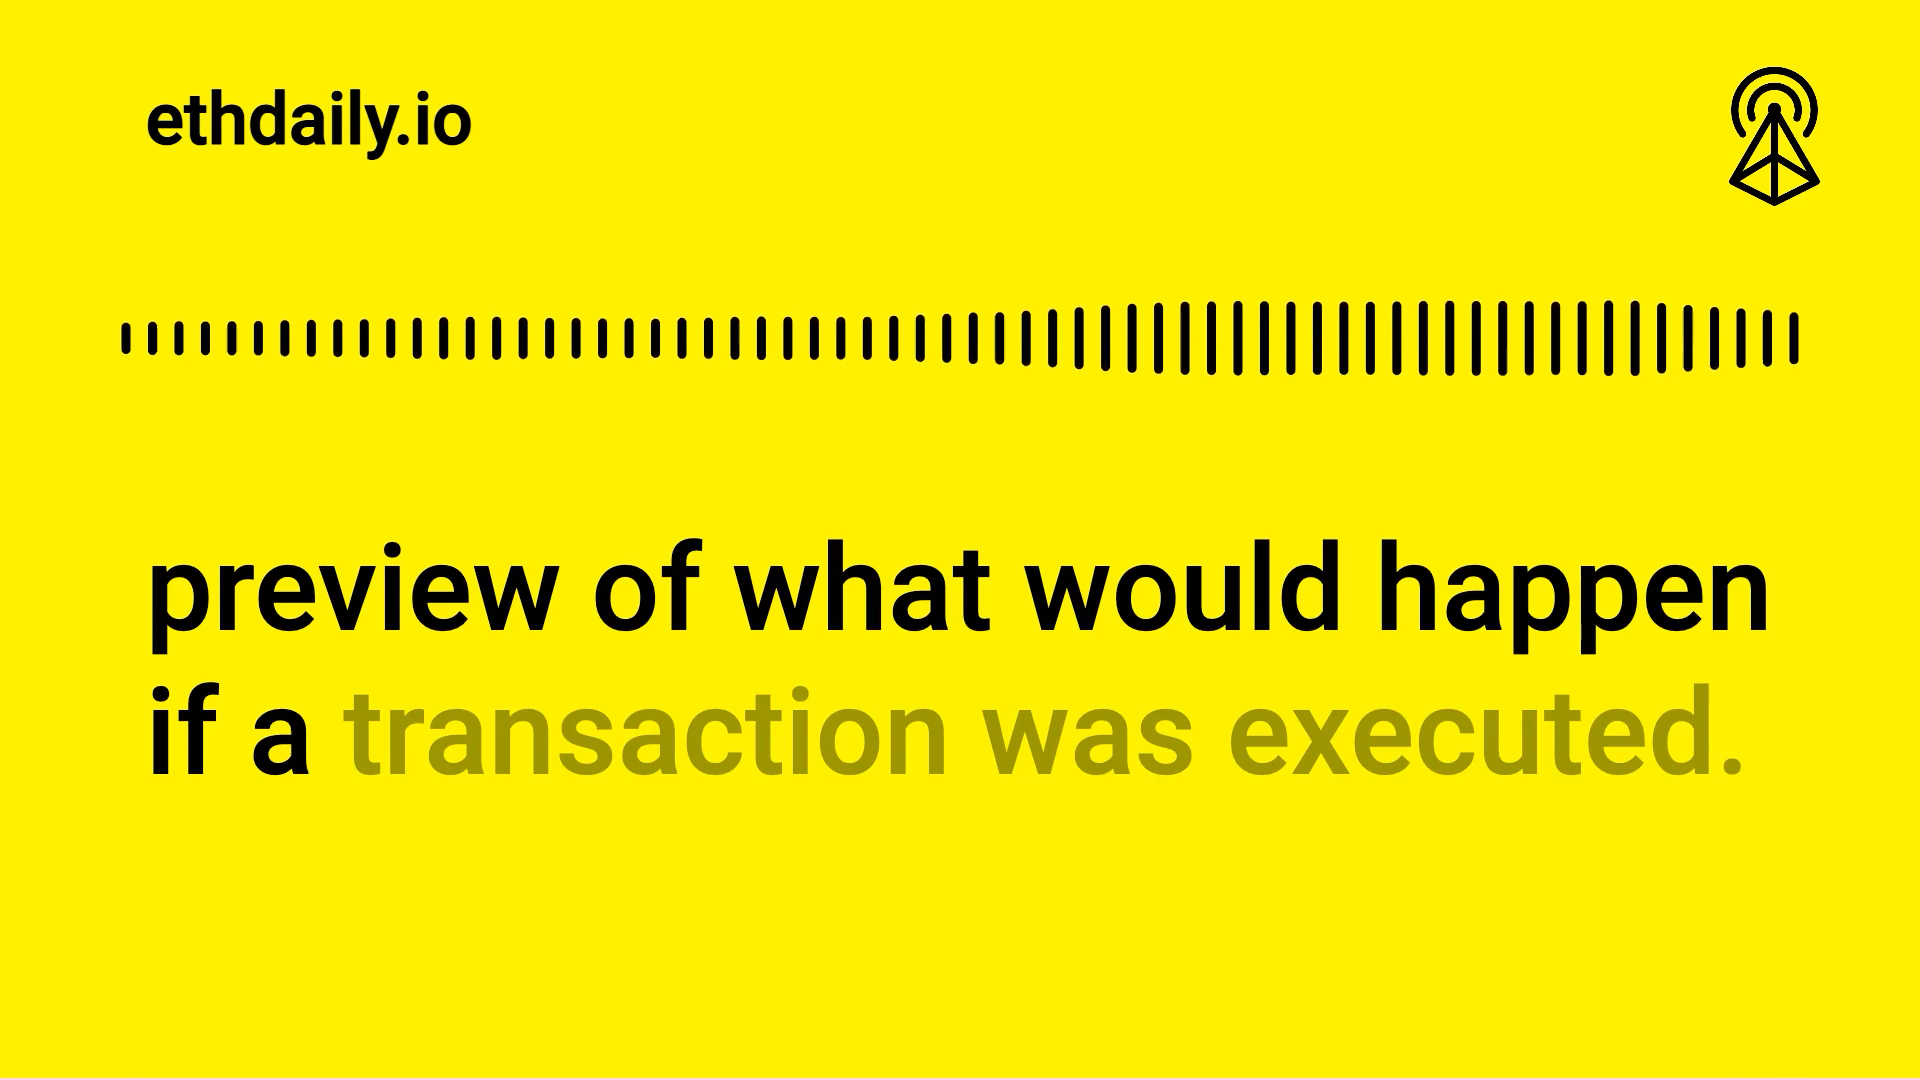 ethdaily.io
preview of what would happen
if a transaction was executed.